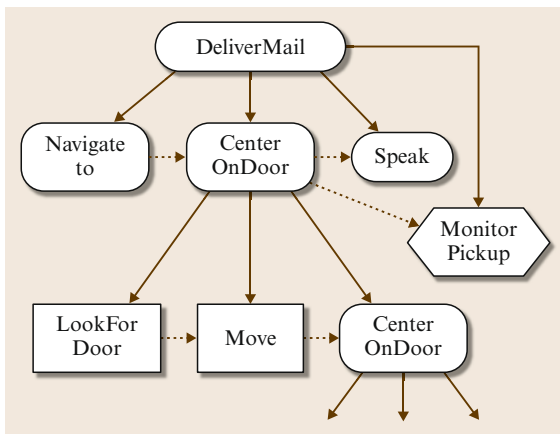 DeliverMail
Navigate
to
Center
OnDoor
Speak
Monitor
Pickup
LookFor
Door
Move
Center
OnDoor